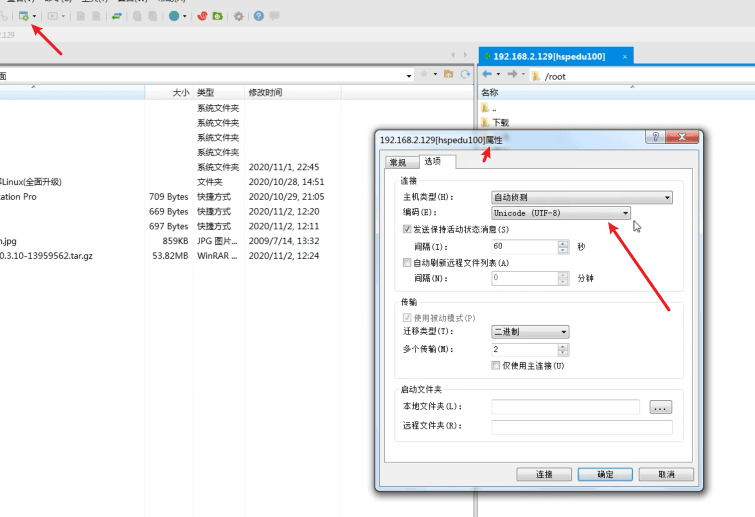 2.129
192.168.2.129[hspedu100] ×
面
/root
大小 类型 修改时间
名称
系统文件夹
..
系统文件夹
下载
系统文件夹
系统文件夹
系统文件夹 2020/11/1, 22:45
Linux(全面升级) 文件夹 2020/10/28, 14:51
tation Pro 709 Bytes 快捷方式 2020/10/29, 21:05
669 Bytes 快捷方式 2020/11/2, 12:20
697 Bytes 快捷方式 2020/11/2, 12:11
n.jpg 859KB JPG 图片... 2009/7/14, 13:32
0.3.10-13959562.tar.gz 53.82MB WinRAR ... 2020/11/2, 12:24
192.168.2.129[hspedu100]属性
常规 选项
连接
主机类型(H): 自动侦测
编码(E): Unicode (UTF-8)
发送保持活动状态消息(S)
间隔(I): 60 秒
自动刷新远程文件列表(A)
间隔(N): 0 分钟
传输
使用被动模式(P)
迁移类型(T): 二进制
多个传输(M): 2
仅使用主连接(U)
启动文件夹
本地文件夹(L): ...
远程文件夹(R):
连接 确定 取消